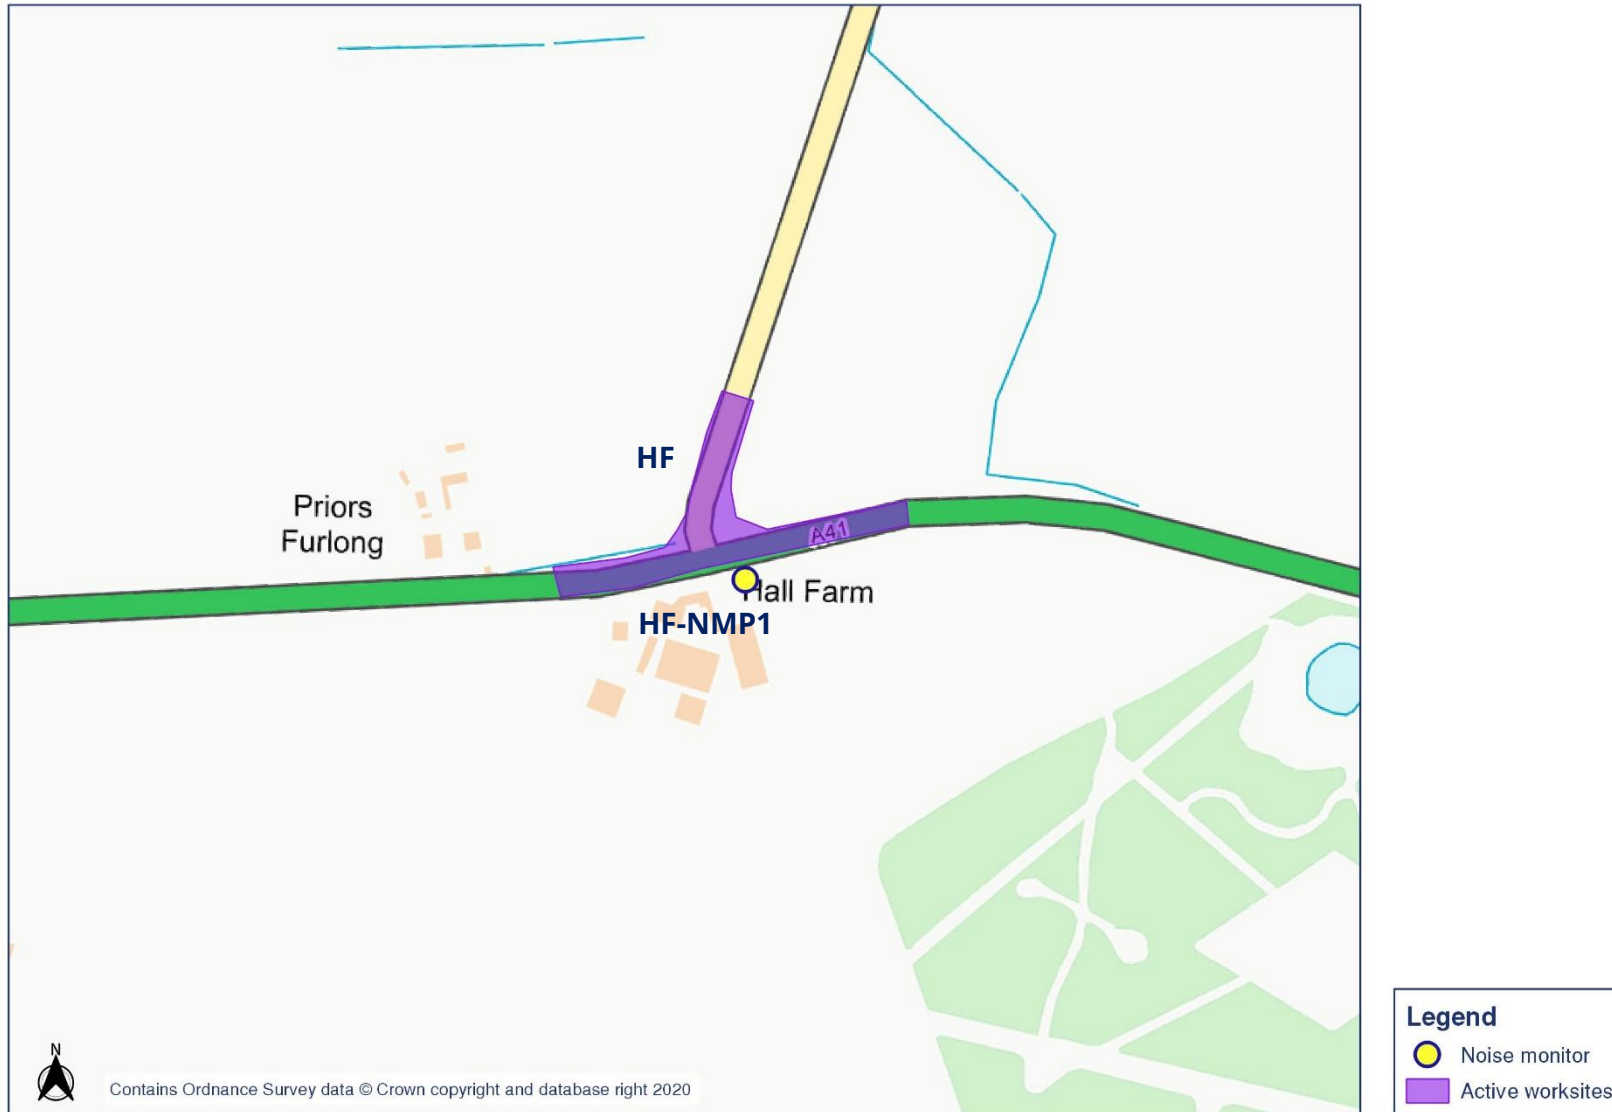 HF
Priors
Furlong
A41
Hall Farm
HF-NMP1
N
Contains Ordnance Survey data © Crown copyright and database right 2020
Legend
Noise monitor
Active worksites